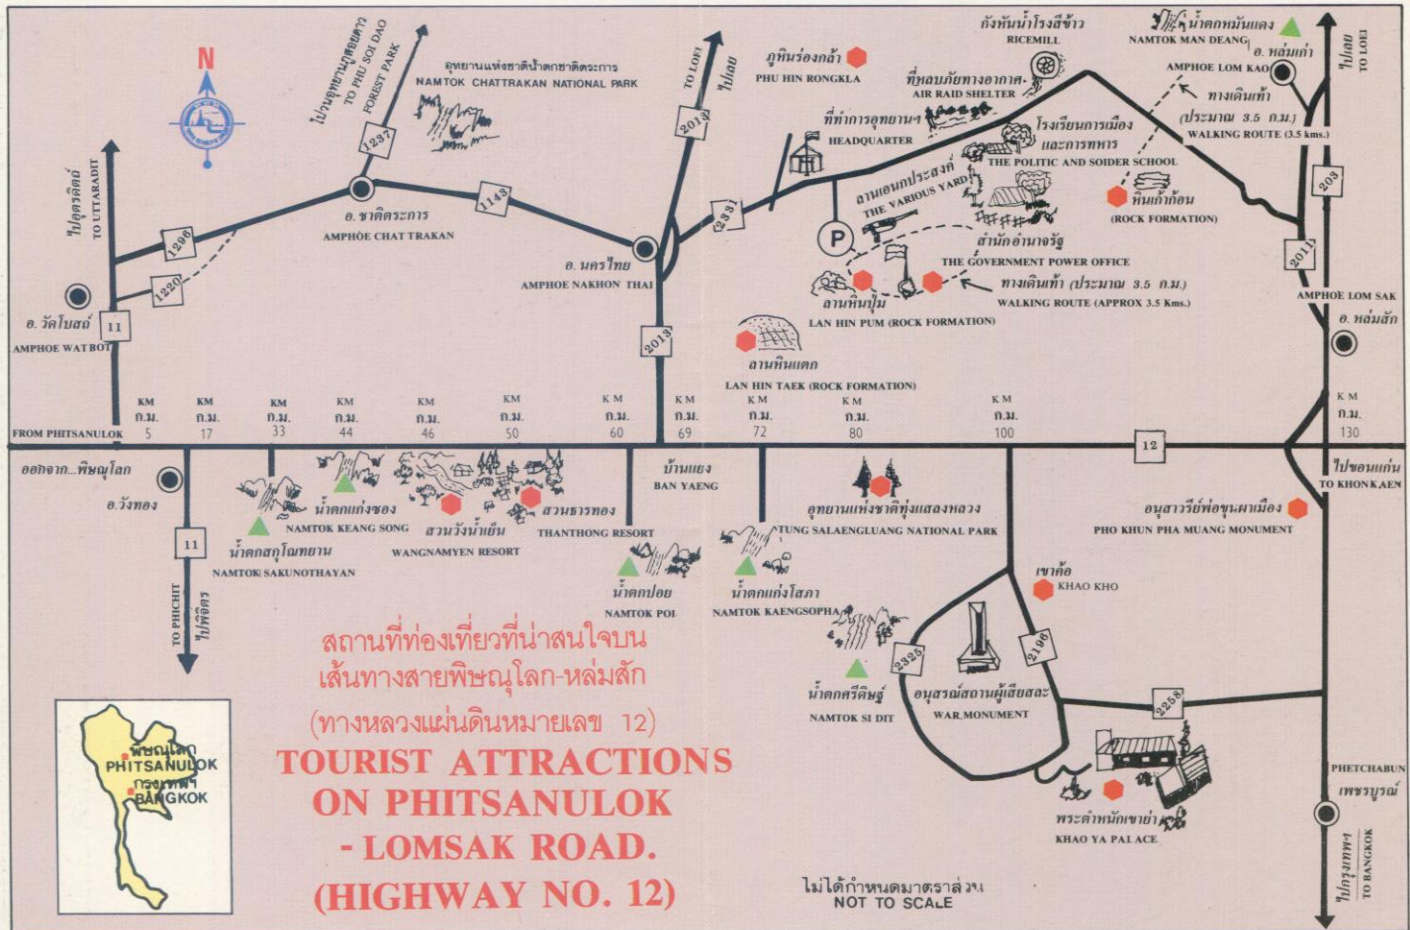 N
ไปวนอุทยานภูสอยดาว
TO PHU SOI DAO
FOREST PARK
1237
อุทยานแห่งชาติน้ำตกชาติตระการ
NAMTOK CHATTRAKAN NATIONAL PARK
TO LOEI
ไปเลย
2014
ภูหินร่องกล้า
PHU HIN RONGKLA
กังหันน้ำโรงสีข้าว
RICEMILL
น้ำตกหมันแดง
NAMTOK MAN DEANG
อ. หล่มเก่า
AMPHOE LOM KAO
ไปเลย
TO LOEI
ที่หลบภัยทางอากาศ
AIR RAID SHELTER
ทางเดินเท้า
(ประมาณ 3.5 ก.ม.)
WALKING ROUTE (3.5 kms.)
ที่ทำการอุทยานฯ
HEADQUARTER
โรงเรียนการเมือง
และการทหาร
THE POLITIC AND SOIDER SCHOOL
ลานเอนกประสงค์
THE VARIOUS YARD
203
หินเก้าก้อน
(ROCK FORMATION)
ไปอุตรดิตถ์
TO UTTARADIT
อ. ชาติตระการ
AMPHOE CHAT TRAKAN
1143
1296
1220
2331
P
สำนักอำนาจรัฐ
THE GOVERNMENT POWER OFFICE
2011
อ. นครไทย
AMPHOE NAKHON THAI
ทางเดินเท้า (ประมาณ 3.5 ก.ม.)
WALKING ROUTE (APPROX 3.5 Kms.)
ลานหินปุ่ม
LAN HIN PUM (ROCK FORMATION)
AMPHOE LOM SAK
อ. หล่มสัก
อ. วัดโบสถ์
AMPHOE WAT BOT
11
2013
ลานหินแตก
LAN HIN TAEK (ROCK FORMATION)
KM KM KM KM KM KM KM KM KM KM KM KM
ก.ม. ก.ม. ก.ม. ก.ม. ก.ม. ก.ม. ก.ม. ก.ม. ก.ม. ก.ม. ก.ม. ก.ม.
FROM PHITSANULOK 5 17 33 44 46 50 60 69 72 80 100 130
12
ออกจาก...พิษณุโลก
อ.วังทอง
บ้านแยง
BAN YAENG
ไปขอนแก่น
TO KHONKAEN
น้ำตกแก่งซอง
NAMTOK KEANG SONG
สวนวังน้ำเย็น
WANGNAMYEN RESORT
สวนธารทอง
THANTHONG RESORT
อุทยานแห่งชาติทุ่งแสลงหลวง
TUNG SALAENGLUANG NATIONAL PARK
อนุสาวรีย์พ่อขุนผาเมือง
PHO KHUN PHA MUANG MONUMENT
11
น้ำตกสกุโณทยาน
NAMTOK SAKUNOTHAYAN
น้ำตกปอย
NAMTOK POI
น้ำตกแก่งโสภา
NAMTOK KAENGSOPHA
เขาค้อ
KHAO KHO
TO PHICHIT
ไปพิจิตร
2325
2196
น้ำตกศรีดิษฐ์
NAMTOK SI DIT
อนุสรณ์สถานผู้เสียสละ
WAR MONUMENT
2258
สถานที่ท่องเที่ยวที่น่าสนใจบน
เส้นทางสายพิษณุโลก-หล่มสัก
(ทางหลวงแผ่นดินหมายเลข 12)
TOURIST ATTRACTIONS
ON PHITSANULOK
- LOMSAK ROAD.
(HIGHWAY NO. 12)
พิษณุโลก
PHITSANULOK
กรุงเทพฯ
BANGKOK
PHETCHABUN
เพชรบูรณ์
พระตำหนักเขาย่า
KHAO YA PALACE
ไม่ได้กำหนดมาตราส่วน
NOT TO SCALE
ไปกรุงเทพฯ
TO BANGKOK